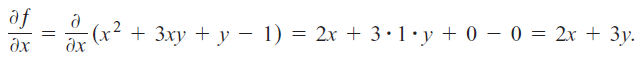 ∂f/∂x = ∂/∂x (x² + 3xy + y − 1) = 2x + 3 · 1 · y + 0 − 0 = 2x + 3y.